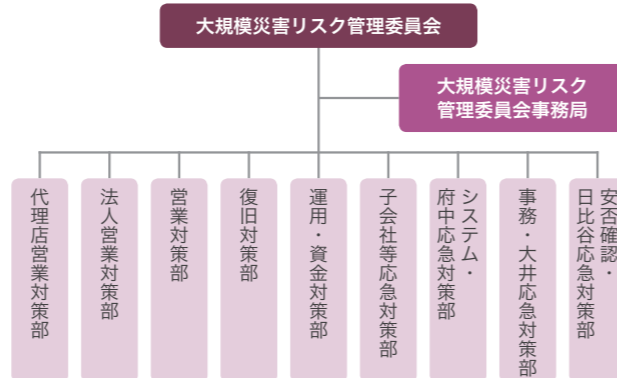 大規模災害リスク管理委員会
大規模災害リスク
管理委員会事務局
代理店営業対策部
法人営業対策部
営業対策部
復旧対策部
運用・資金対策部
子会社等応急対策部
システム・
府中応急対策部
事務・大井応急対策部
安否確認・
日比谷応急対策部